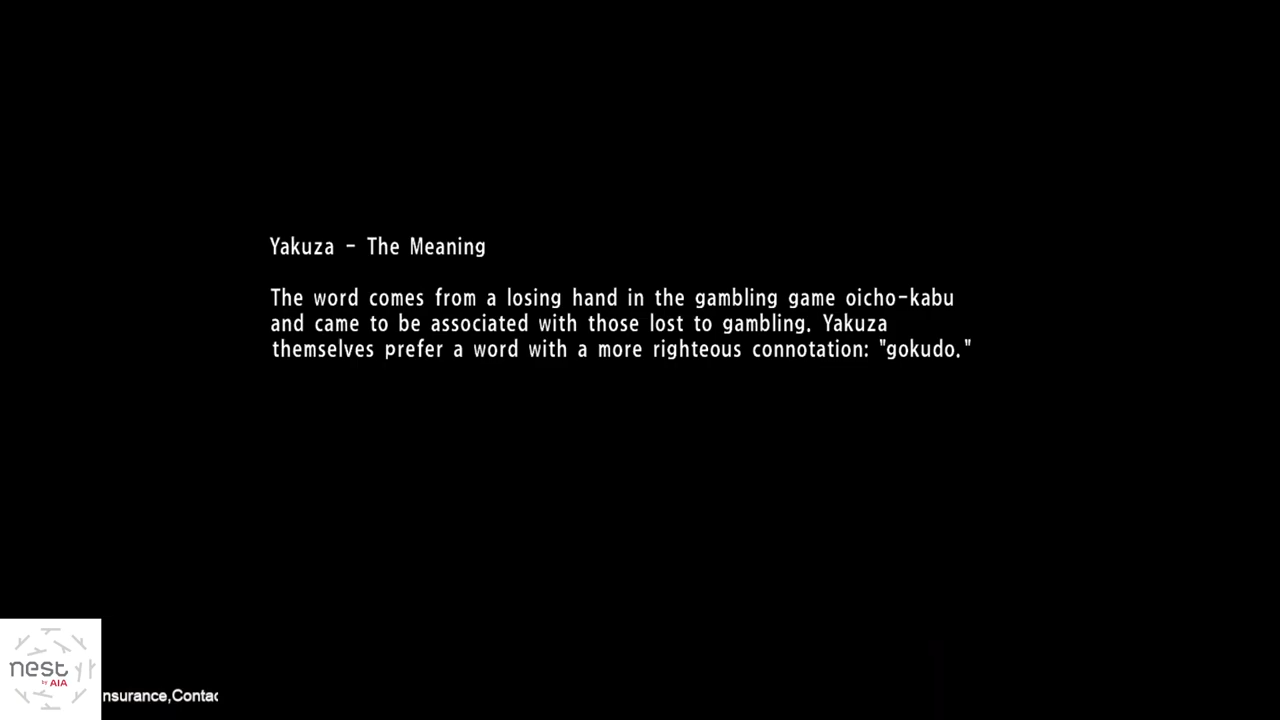 Yakuza - The Meaning
The word comes from a losing hand in the gambling game oicho-kabu
and came to be associated with those lost to gambling. Yakuza
themselves prefer a word with a more righteous connotation: "gokudo."
nest
by AIA
nsurance,Contac